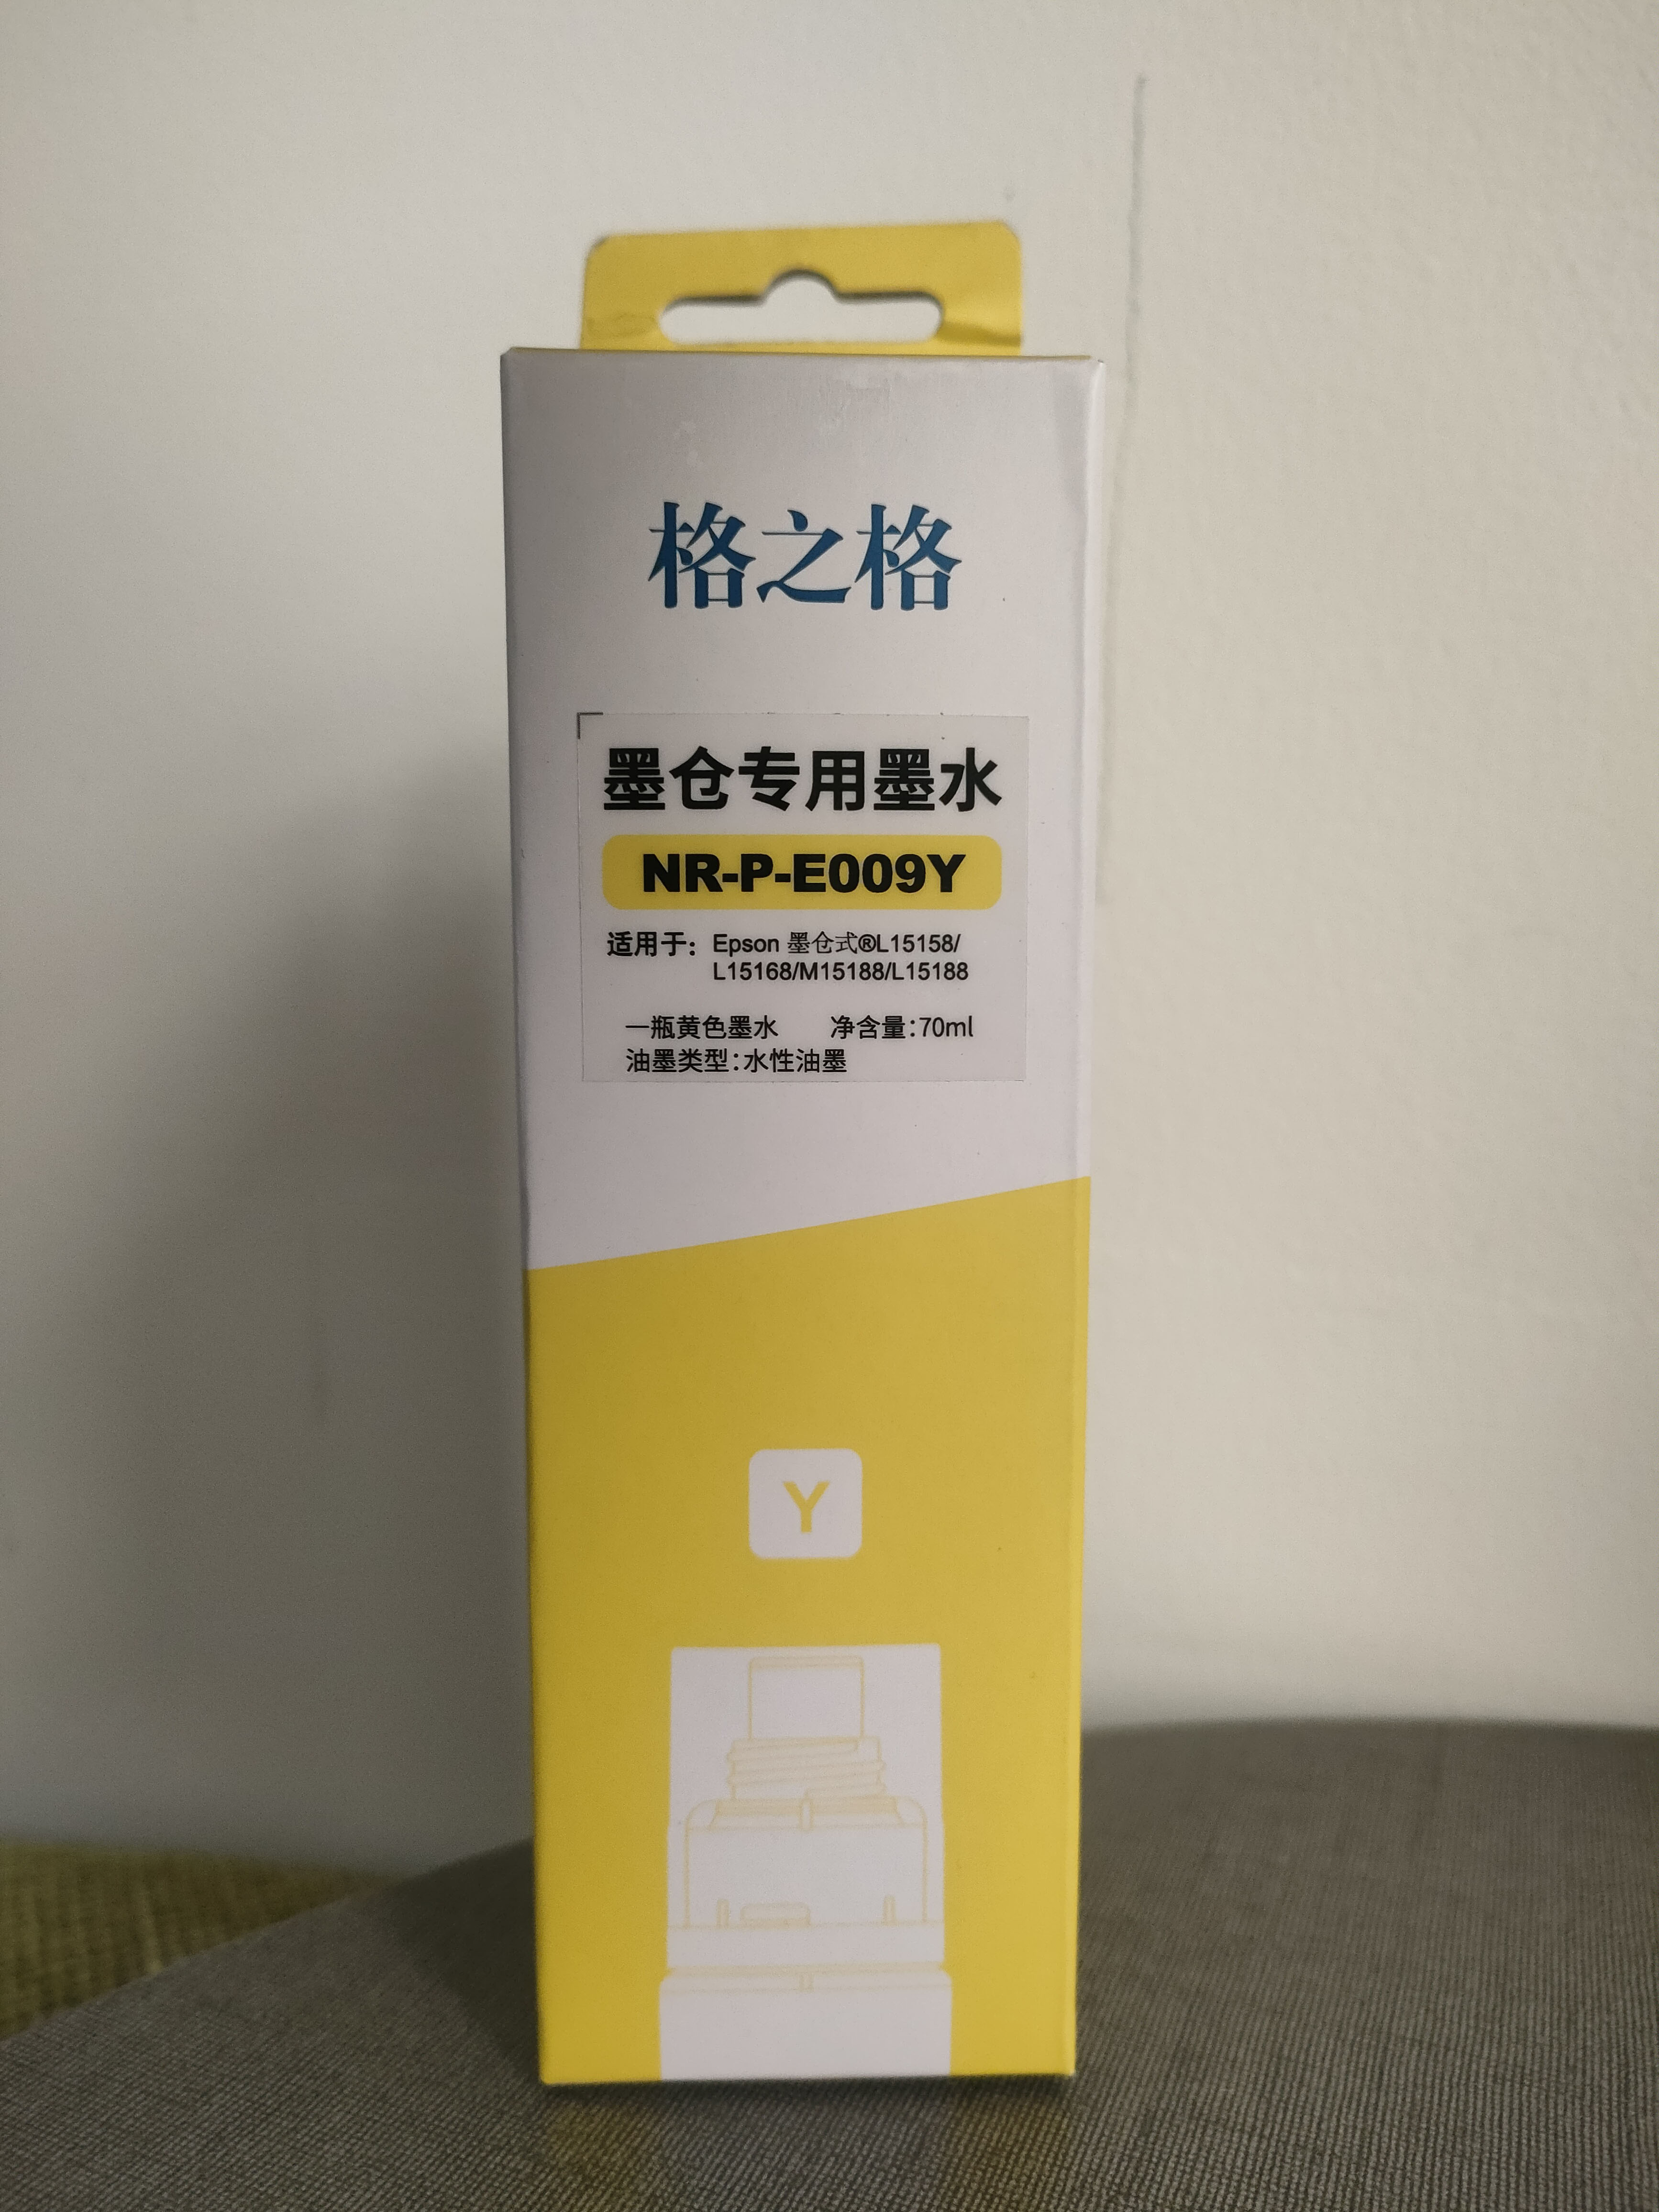 格之格
墨仓专用墨水
NR-P-E009Y
适用于: Epson 墨仓式®L15158/
L15168/M15188/L15188
一瓶黄色墨水 净含量:70ml
油墨类型:水性油墨
Y